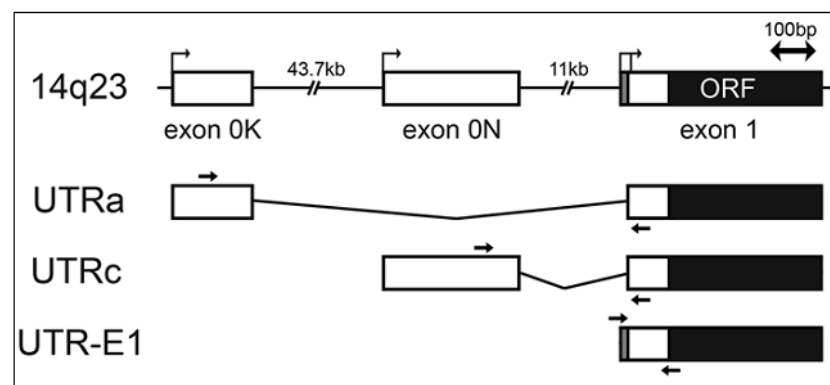 100bp
14q23 43.7kb 11kb ORF
exon 0K exon 0N exon 1
UTRa
UTRc
UTR-E1